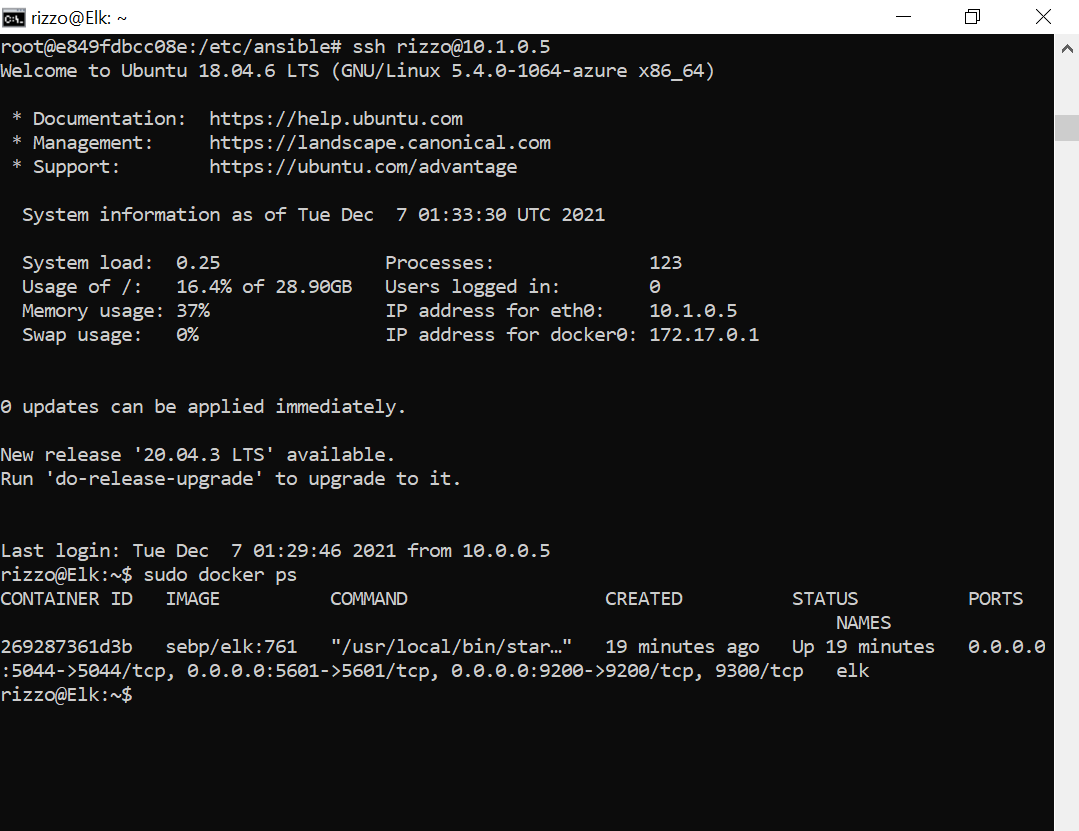 rizzo@Elk: ~
root@e849fdbcc08e:/etc/ansible# ssh rizzo@10.1.0.5
Welcome to Ubuntu 18.04.6 LTS (GNU/Linux 5.4.0-1064-azure x86_64)

 * Documentation:  https://help.ubuntu.com
 * Management:     https://landscape.canonical.com
 * Support:        https://ubuntu.com/advantage

  System information as of Tue Dec  7 01:33:30 UTC 2021

  System load:  0.25               Processes:              123
  Usage of /:   16.4% of 28.90GB   Users logged in:        0
  Memory usage: 37%                IP address for eth0:    10.1.0.5
  Swap usage:   0%                 IP address for docker0: 172.17.0.1


0 updates can be applied immediately.

New release '20.04.3 LTS' available.
Run 'do-release-upgrade' to upgrade to it.


Last login: Tue Dec  7 01:29:46 2021 from 10.0.0.5
rizzo@Elk:~$ sudo docker ps
CONTAINER ID   IMAGE          COMMAND                  CREATED          STATUS          PORTS
                                                                            NAMES
269287361d3b   sebp/elk:761   "/usr/local/bin/star…"   19 minutes ago   Up 19 minutes   0.0.0.0
:5044->5044/tcp, 0.0.0.0:5601->5601/tcp, 0.0.0.0:9200->9200/tcp, 9300/tcp   elk
rizzo@Elk:~$